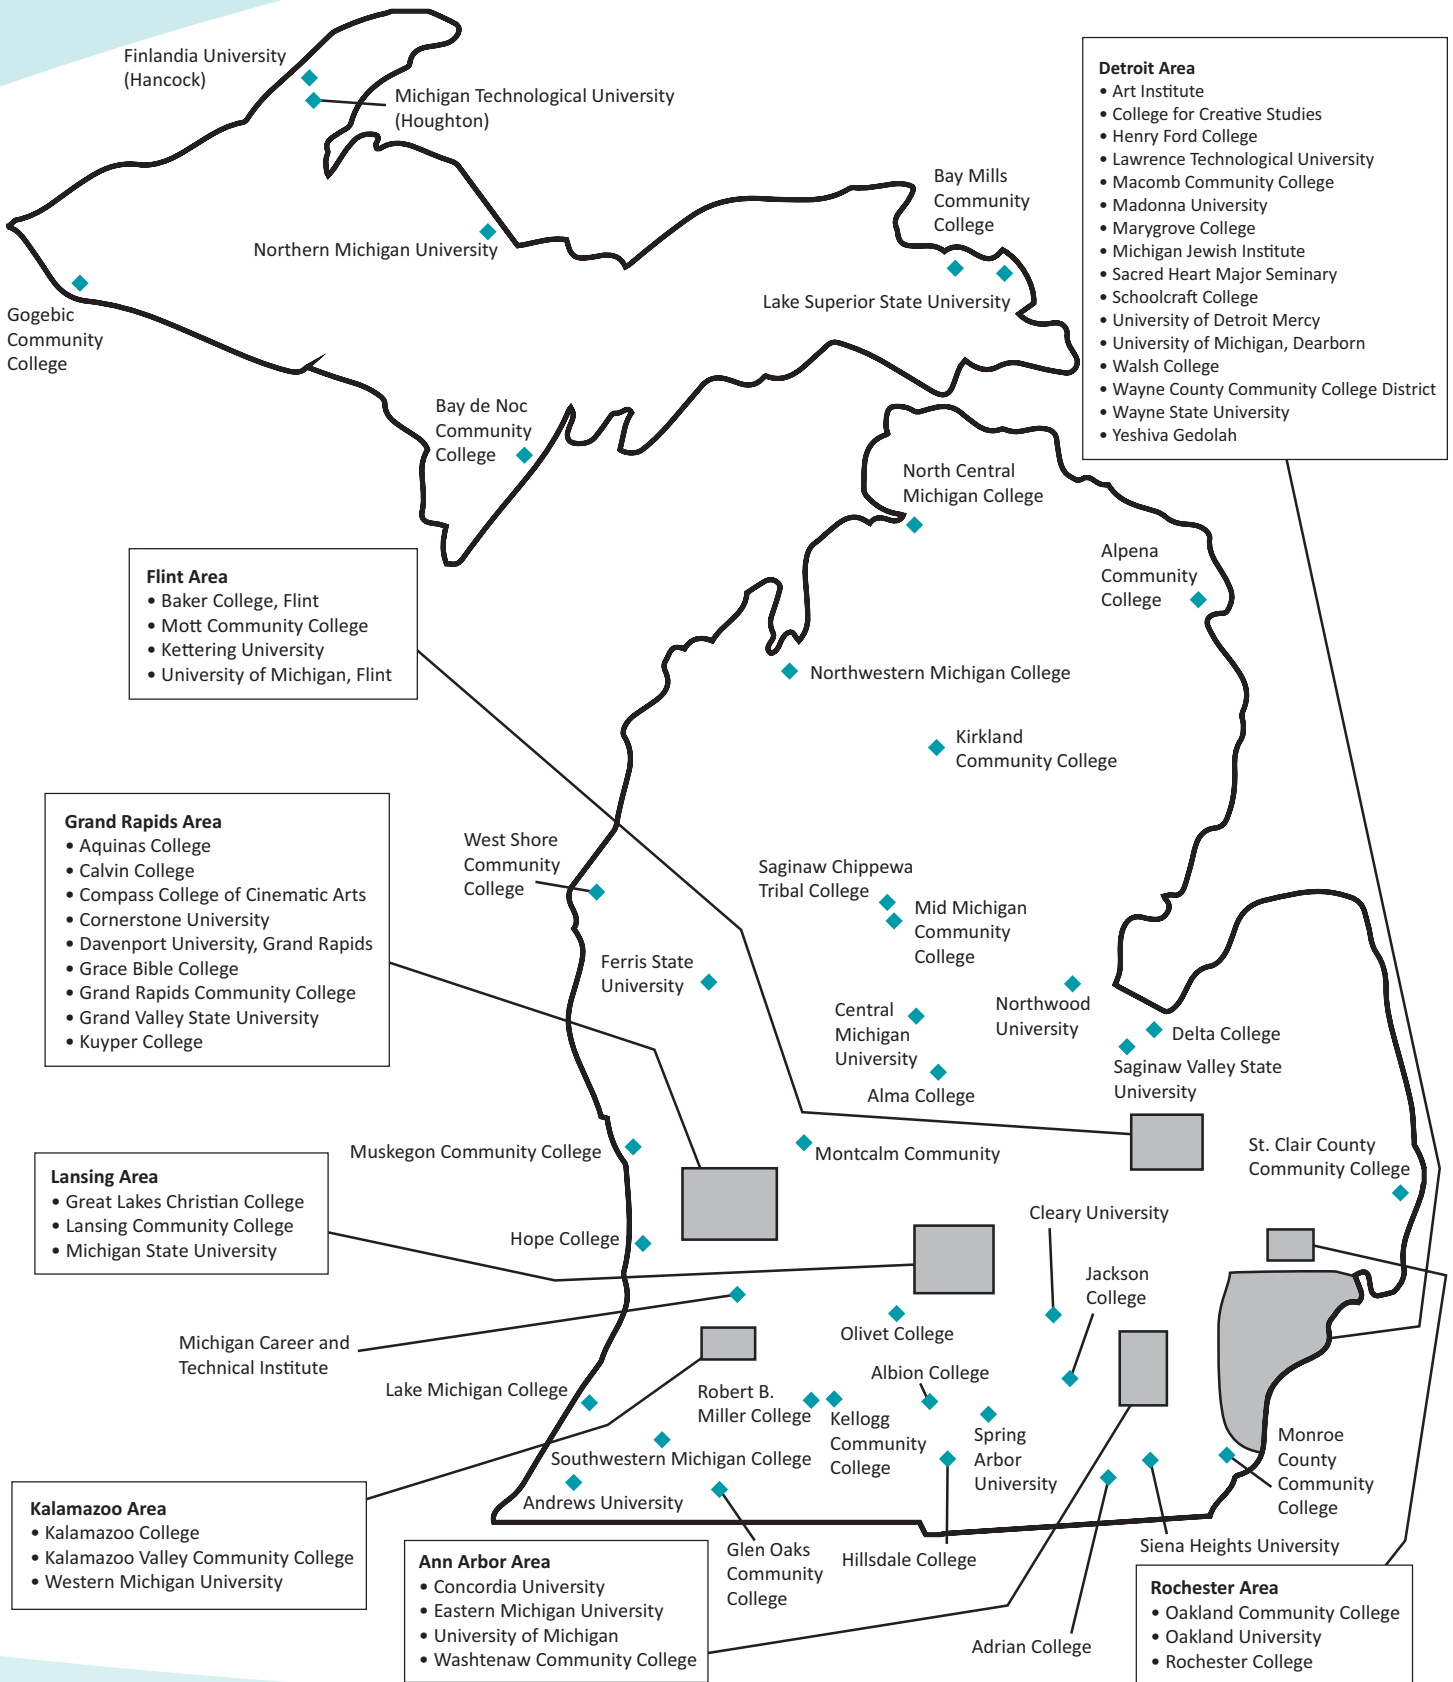 Finlandia University
(Hancock)
Michigan Technological University
(Houghton)
Northern Michigan University
Gogebic
Community
College
Bay Mills
Community
College
Lake Superior State University
Bay de Noc
Community
College
Detroit Area
• Art Institute
• College for Creative Studies
• Henry Ford College
• Lawrence Technological University
• Macomb Community College
• Madonna University
• Marygrove College
• Michigan Jewish Institute
• Sacred Heart Major Seminary
• Schoolcraft College
• University of Detroit Mercy
• University of Michigan, Dearborn
• Walsh College
• Wayne County Community College District
• Wayne State University
• Yeshiva Gedolah
North Central
Michigan College
Alpena
Community
College
Flint Area
• Baker College, Flint
• Mott Community College
• Kettering University
• University of Michigan, Flint
Northwestern Michigan College
Kirkland
Community College
Grand Rapids Area
• Aquinas College
• Calvin College
• Compass College of Cinematic Arts
• Cornerstone University
• Davenport University, Grand Rapids
• Grace Bible College
• Grand Rapids Community College
• Grand Valley State University
• Kuyper College
West Shore
Community
College
Saginaw Chippewa
Tribal College
Mid Michigan
Community
College
Ferris State
University
Central
Michigan
University
Northwood
University
Delta College
Saginaw Valley State
University
Alma College
Muskegon Community College
Montcalm Community
St. Clair County
Community College
Lansing Area
• Great Lakes Christian College
• Lansing Community College
• Michigan State University
Hope College
Cleary University
Jackson
College
Michigan Career and
Technical Institute
Olivet College
Albion College
Lake Michigan College
Robert B.
Miller College
Kellogg
Community
College
Spring
Arbor
University
Southwestern Michigan College
Andrews University
Monroe
County
Community
College
Kalamazoo Area
• Kalamazoo College
• Kalamazoo Valley Community College
• Western Michigan University
Ann Arbor Area
• Concordia University
• Eastern Michigan University
• University of Michigan
• Washtenaw Community College
Glen Oaks
Community
College
Hillsdale College
Siena Heights University
Adrian College
Rochester Area
• Oakland Community College
• Oakland University
• Rochester College